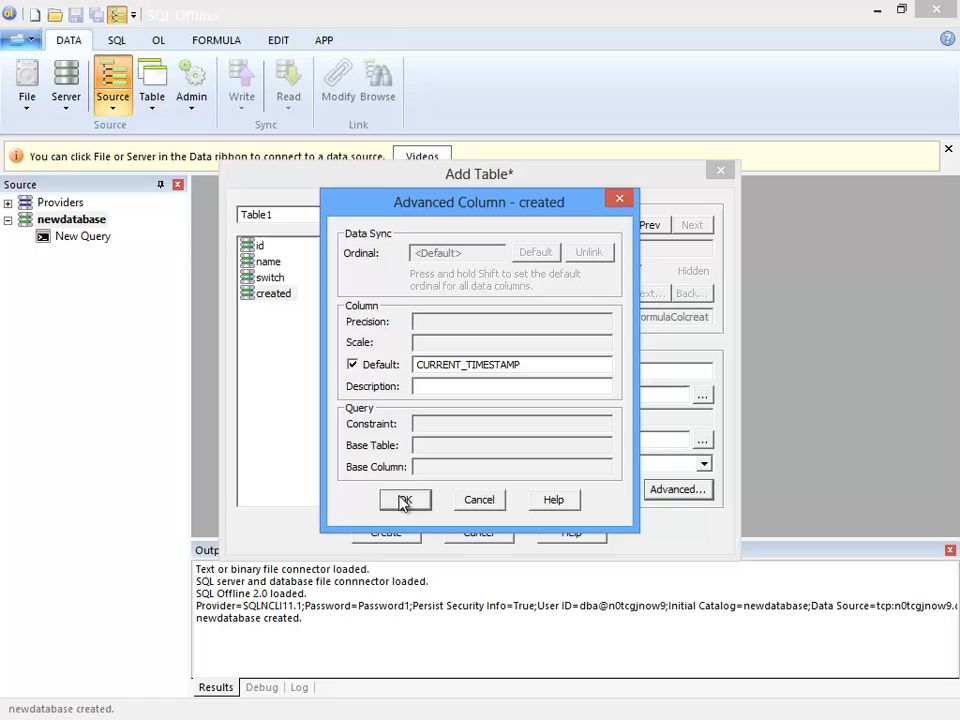 SQL Offline
DATA SQL OL FORMULA EDIT APP
File Server Source Table Admin Write Read Modify Browse
Source Sync Link
You can click File or Server in the Data ribbon to connect to a data source. Videos
Source
Providers
newdatabase
New Query
Add Table*
Table1
id
name
switch
created
Prev Next
Hidden
Back...
Advanced...
Advanced Column - created
Data Sync
Ordinal: <Default> Default Unlink
Press and hold Shift to set the default
ordinal for all data columns.
Column
Precision:
Scale:
Default: CURRENT_TIMESTAMP
Description:
Query
Constraint:
Base Table:
Base Column:
OK Cancel Help
Create Cancel Help
Text or binary file connector loaded.
SQL server and database file connnector loaded.
SQL Offline 2.0 loaded.
Provider=SQLNCLI11.1;Password=Password1;Persist Security Info=True;User ID=dba@n0tcgjnow9;Initial Catalog=newdatabase;Data Source=tcp:n0tcgjnow9.
newdatabase created.
Results Debug Log
newdatabase created.